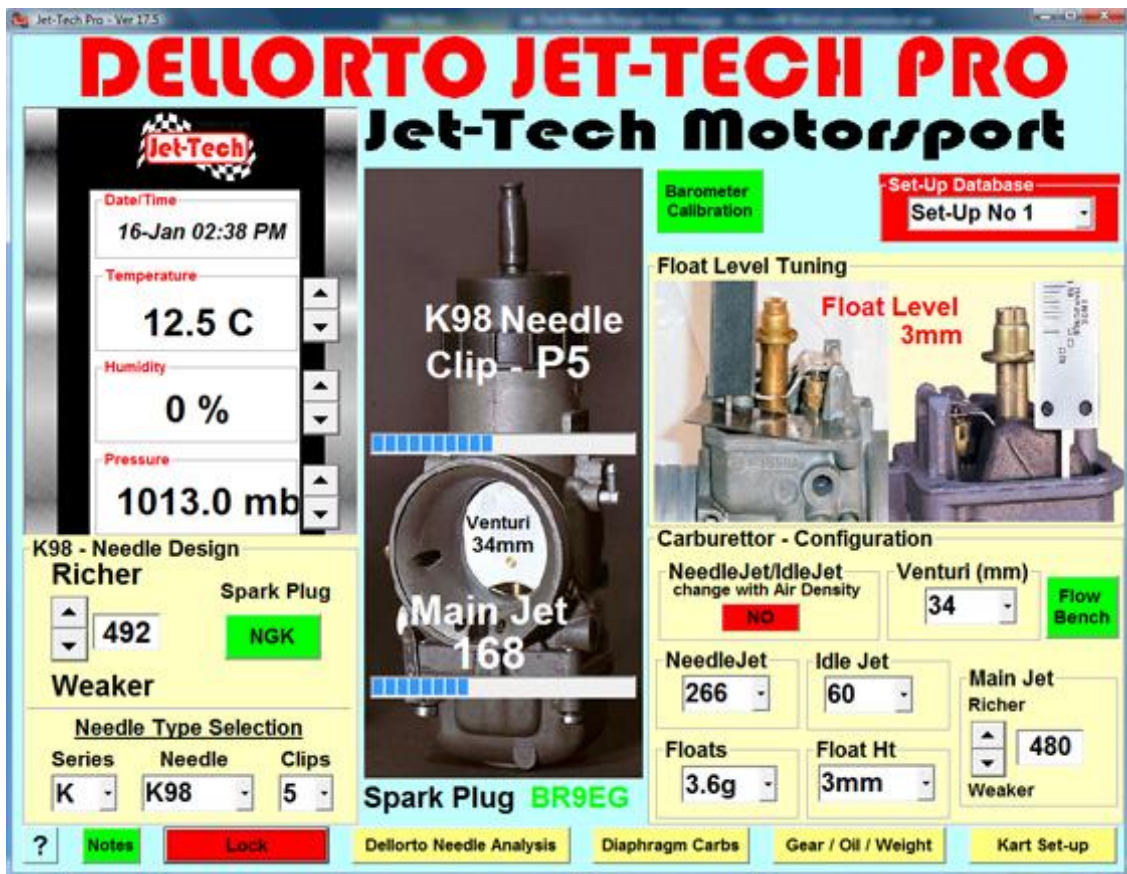 Jet-Tech Pro - Ver 17.5
DELLORTO JET-TECH PRO
Jet-Tech Motorsport
Jet-Tech
Date/Time
16-Jan 02:38 PM
Temperature
12.5 C
Humidity
0 %
Pressure
1013.0 mb
K98 Needle
Clip - P5
Venturi
34mm
Main Jet
168
Barometer
Calibration
Set-Up Database
Set-Up No 1
Float Level Tuning
Float Level
3mm
K98 - Needle Design
Richer
492
Weaker
Spark Plug
NGK
Needle Type Selection
Series Needle Clips
K K98 5
Spark Plug BR9EG
Carburettor - Configuration
NeedleJet/IdleJet
change with Air Density
NO
Venturi (mm)
34
Flow
Bench
NeedleJet
266
Idle Jet
60
Floats
3.6g
Float Ht
3mm
Main Jet
Richer
480
Weaker
?
Notes
Lock
Dellorto Needle Analysis
Diaphragm Carbs
Gear / Oil / Weight
Kart Set-up